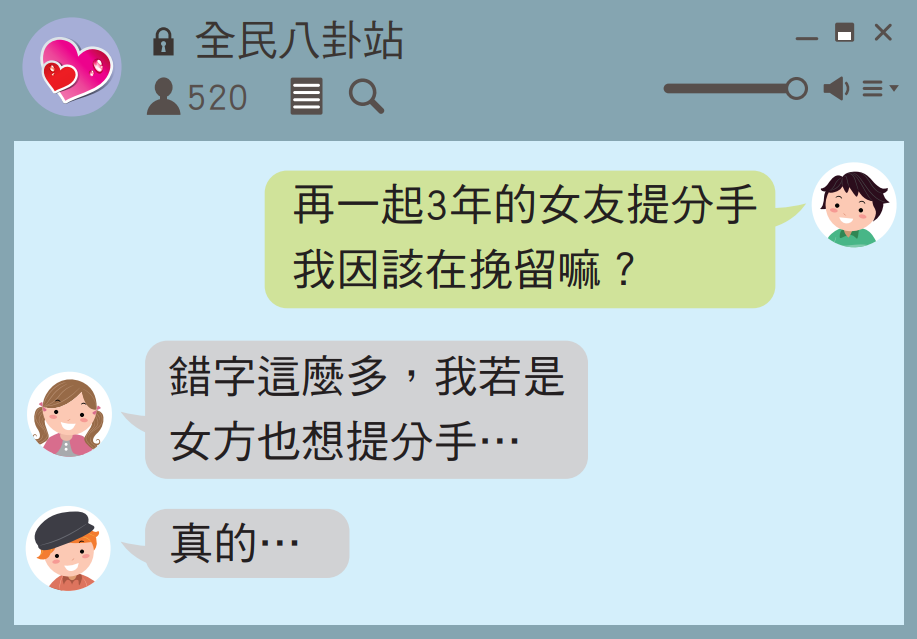 全民八卦站
520
再一起3年的女友提分手
我因該在挽留嘛？
錯字這麼多，我若是
女方也想提分手…
真的…